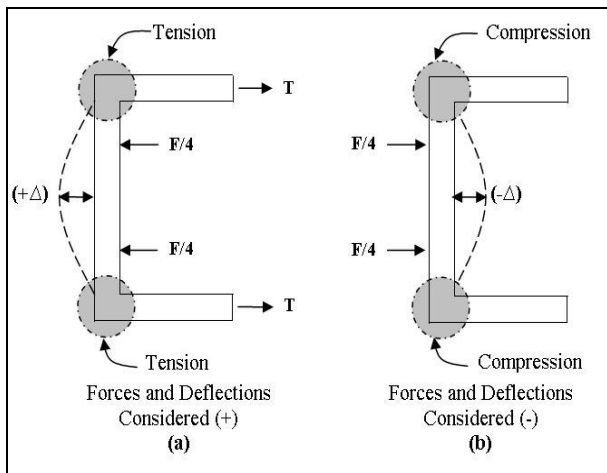 Tension
T
F/4
(+Δ)
F/4
T
Tension
Forces and Deflections
Considered (+)
(a)
Compression
F/4
(-Δ)
F/4
Compression
Forces and Deflections
Considered (-)
(b)